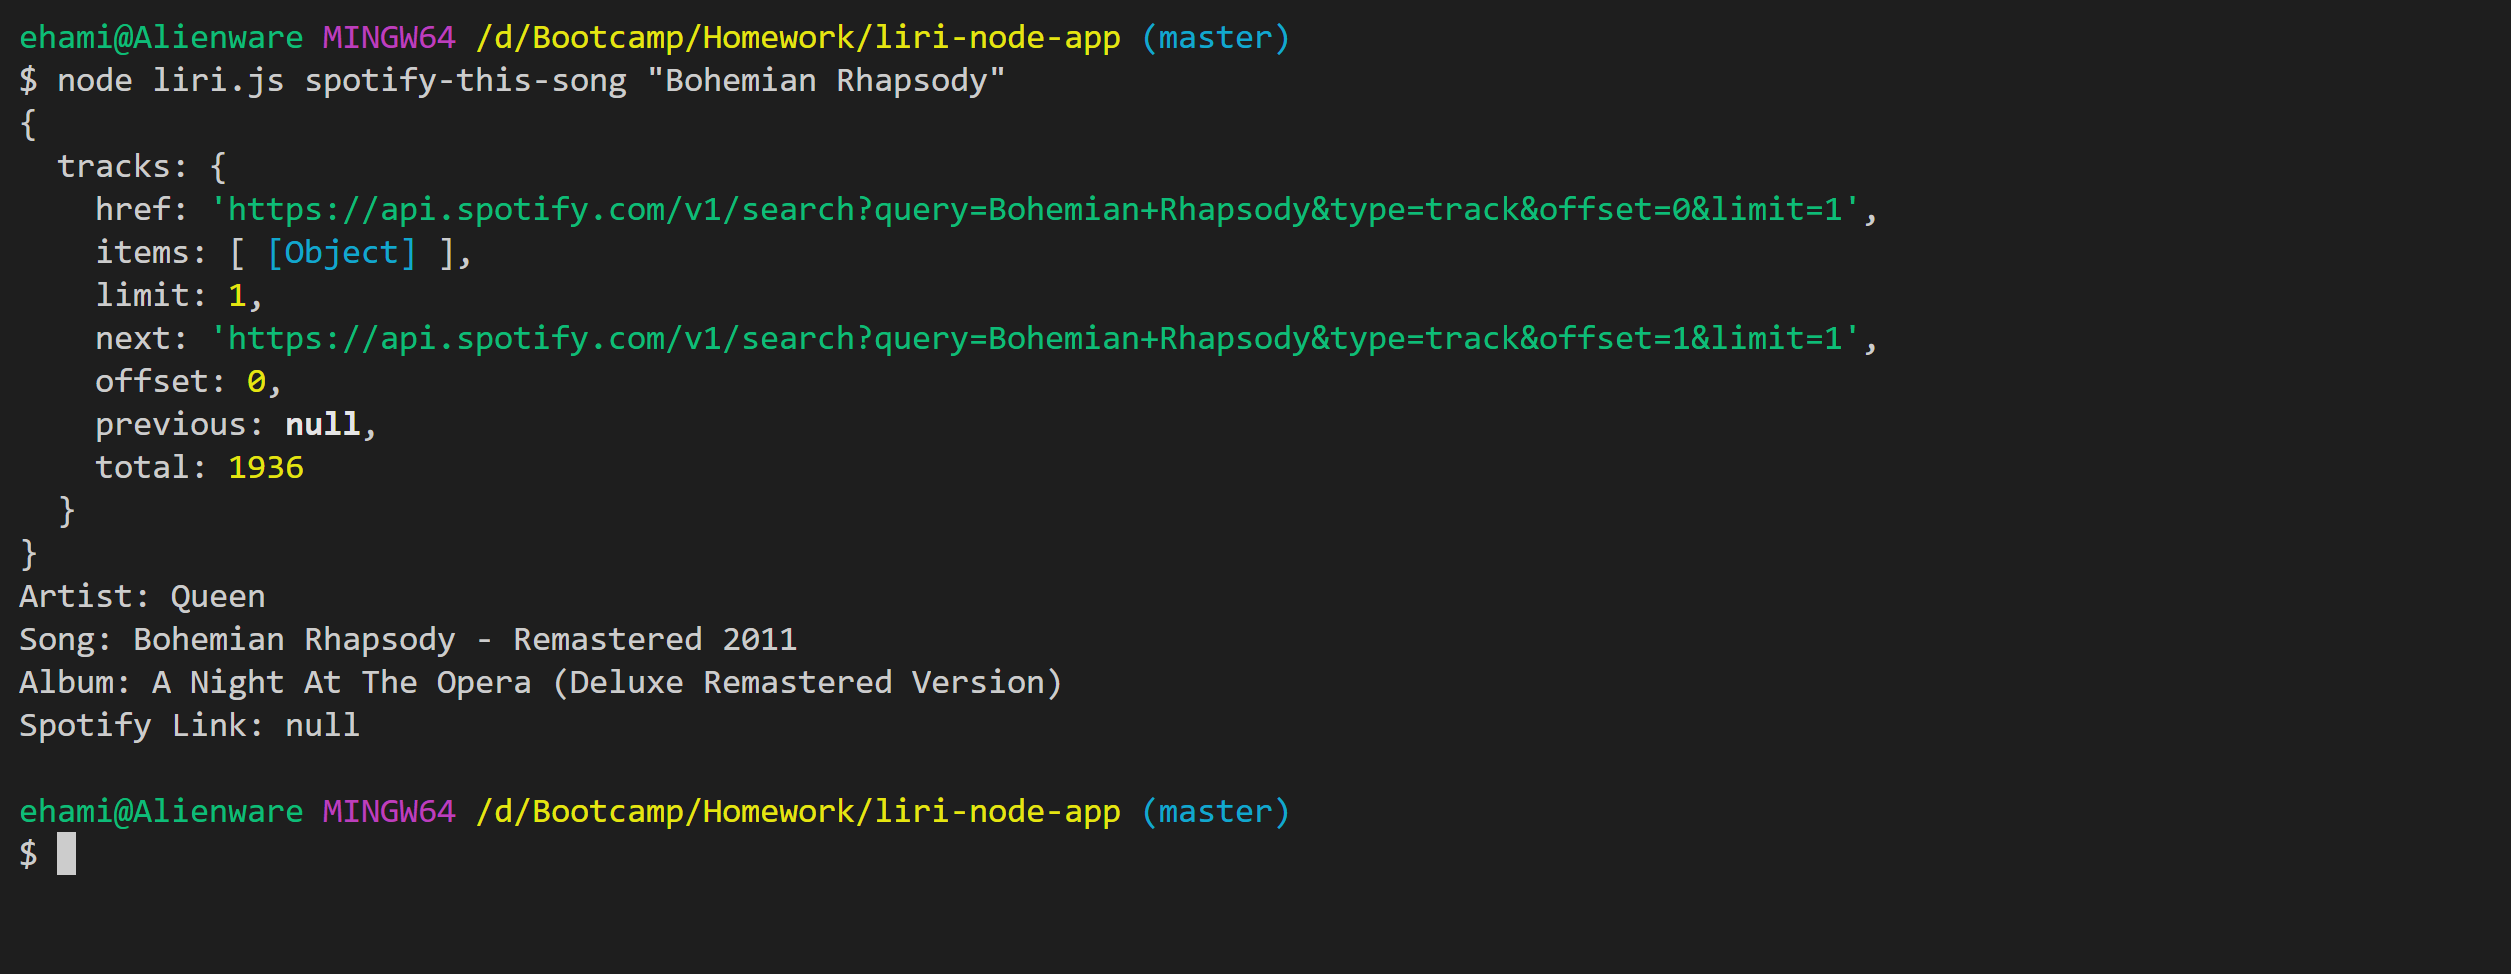 ehami@Alienware MINGW64 /d/Bootcamp/Homework/liri-node-app (master)
$ node liri.js spotify-this-song "Bohemian Rhapsody"
{
  tracks: {
    href: 'https://api.spotify.com/v1/search?query=Bohemian+Rhapsody&type=track&offset=0&limit=1',
    items: [ [Object] ],
    limit: 1,
    next: 'https://api.spotify.com/v1/search?query=Bohemian+Rhapsody&type=track&offset=1&limit=1',
    offset: 0,
    previous: null,
    total: 1936
  }
}
Artist: Queen
Song: Bohemian Rhapsody - Remastered 2011
Album: A Night At The Opera (Deluxe Remastered Version)
Spotify Link: null
ehami@Alienware MINGW64 /d/Bootcamp/Homework/liri-node-app (master)
$